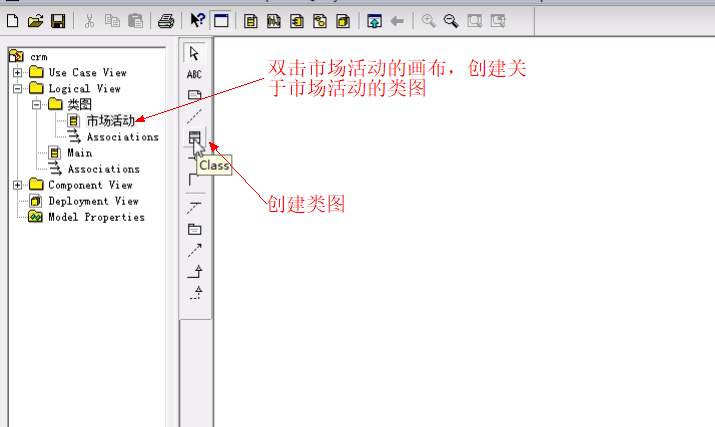 crm
Use Case View
Logical View
类图
市场活动
Associations
Main
Associations
Component View
Deployment View
Model Properties
ABC
Class
双击市场活动的画布，创建关
于市场活动的类图
创建类图